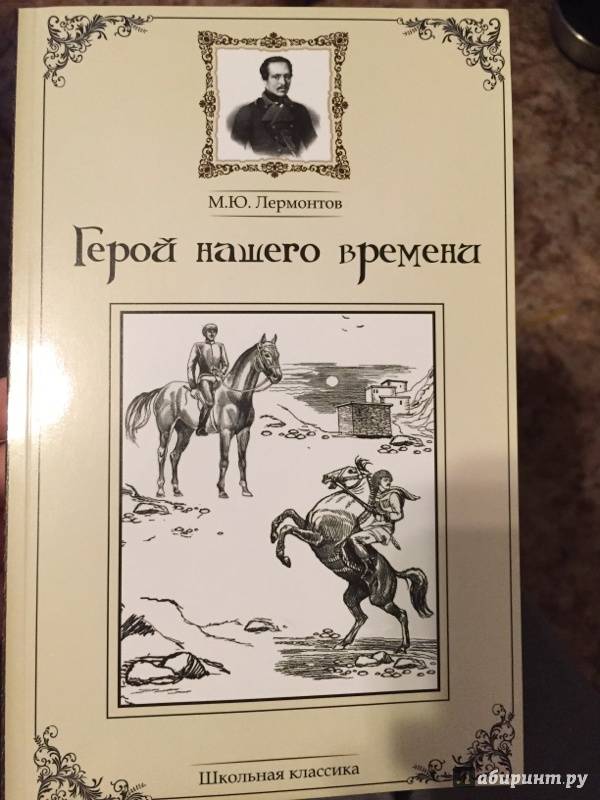 М.Ю. Лермонтов
Герой нашего времени
Школьная классика
Лабиринт.ру